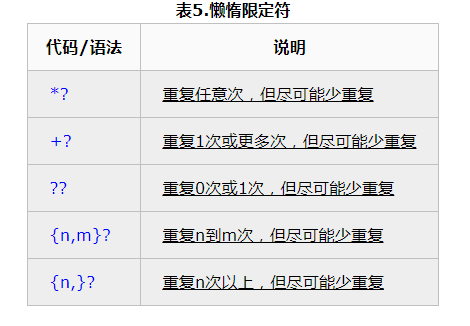 表5.懒惰限定符
代码/语法 说明
*? 重复任意次，但尽可能少重复
+? 重复1次或更多次，但尽可能少重复
?? 重复0次或1次，但尽可能少重复
{n,m}? 重复n到m次，但尽可能少重复
{n,}? 重复n次以上，但尽可能少重复